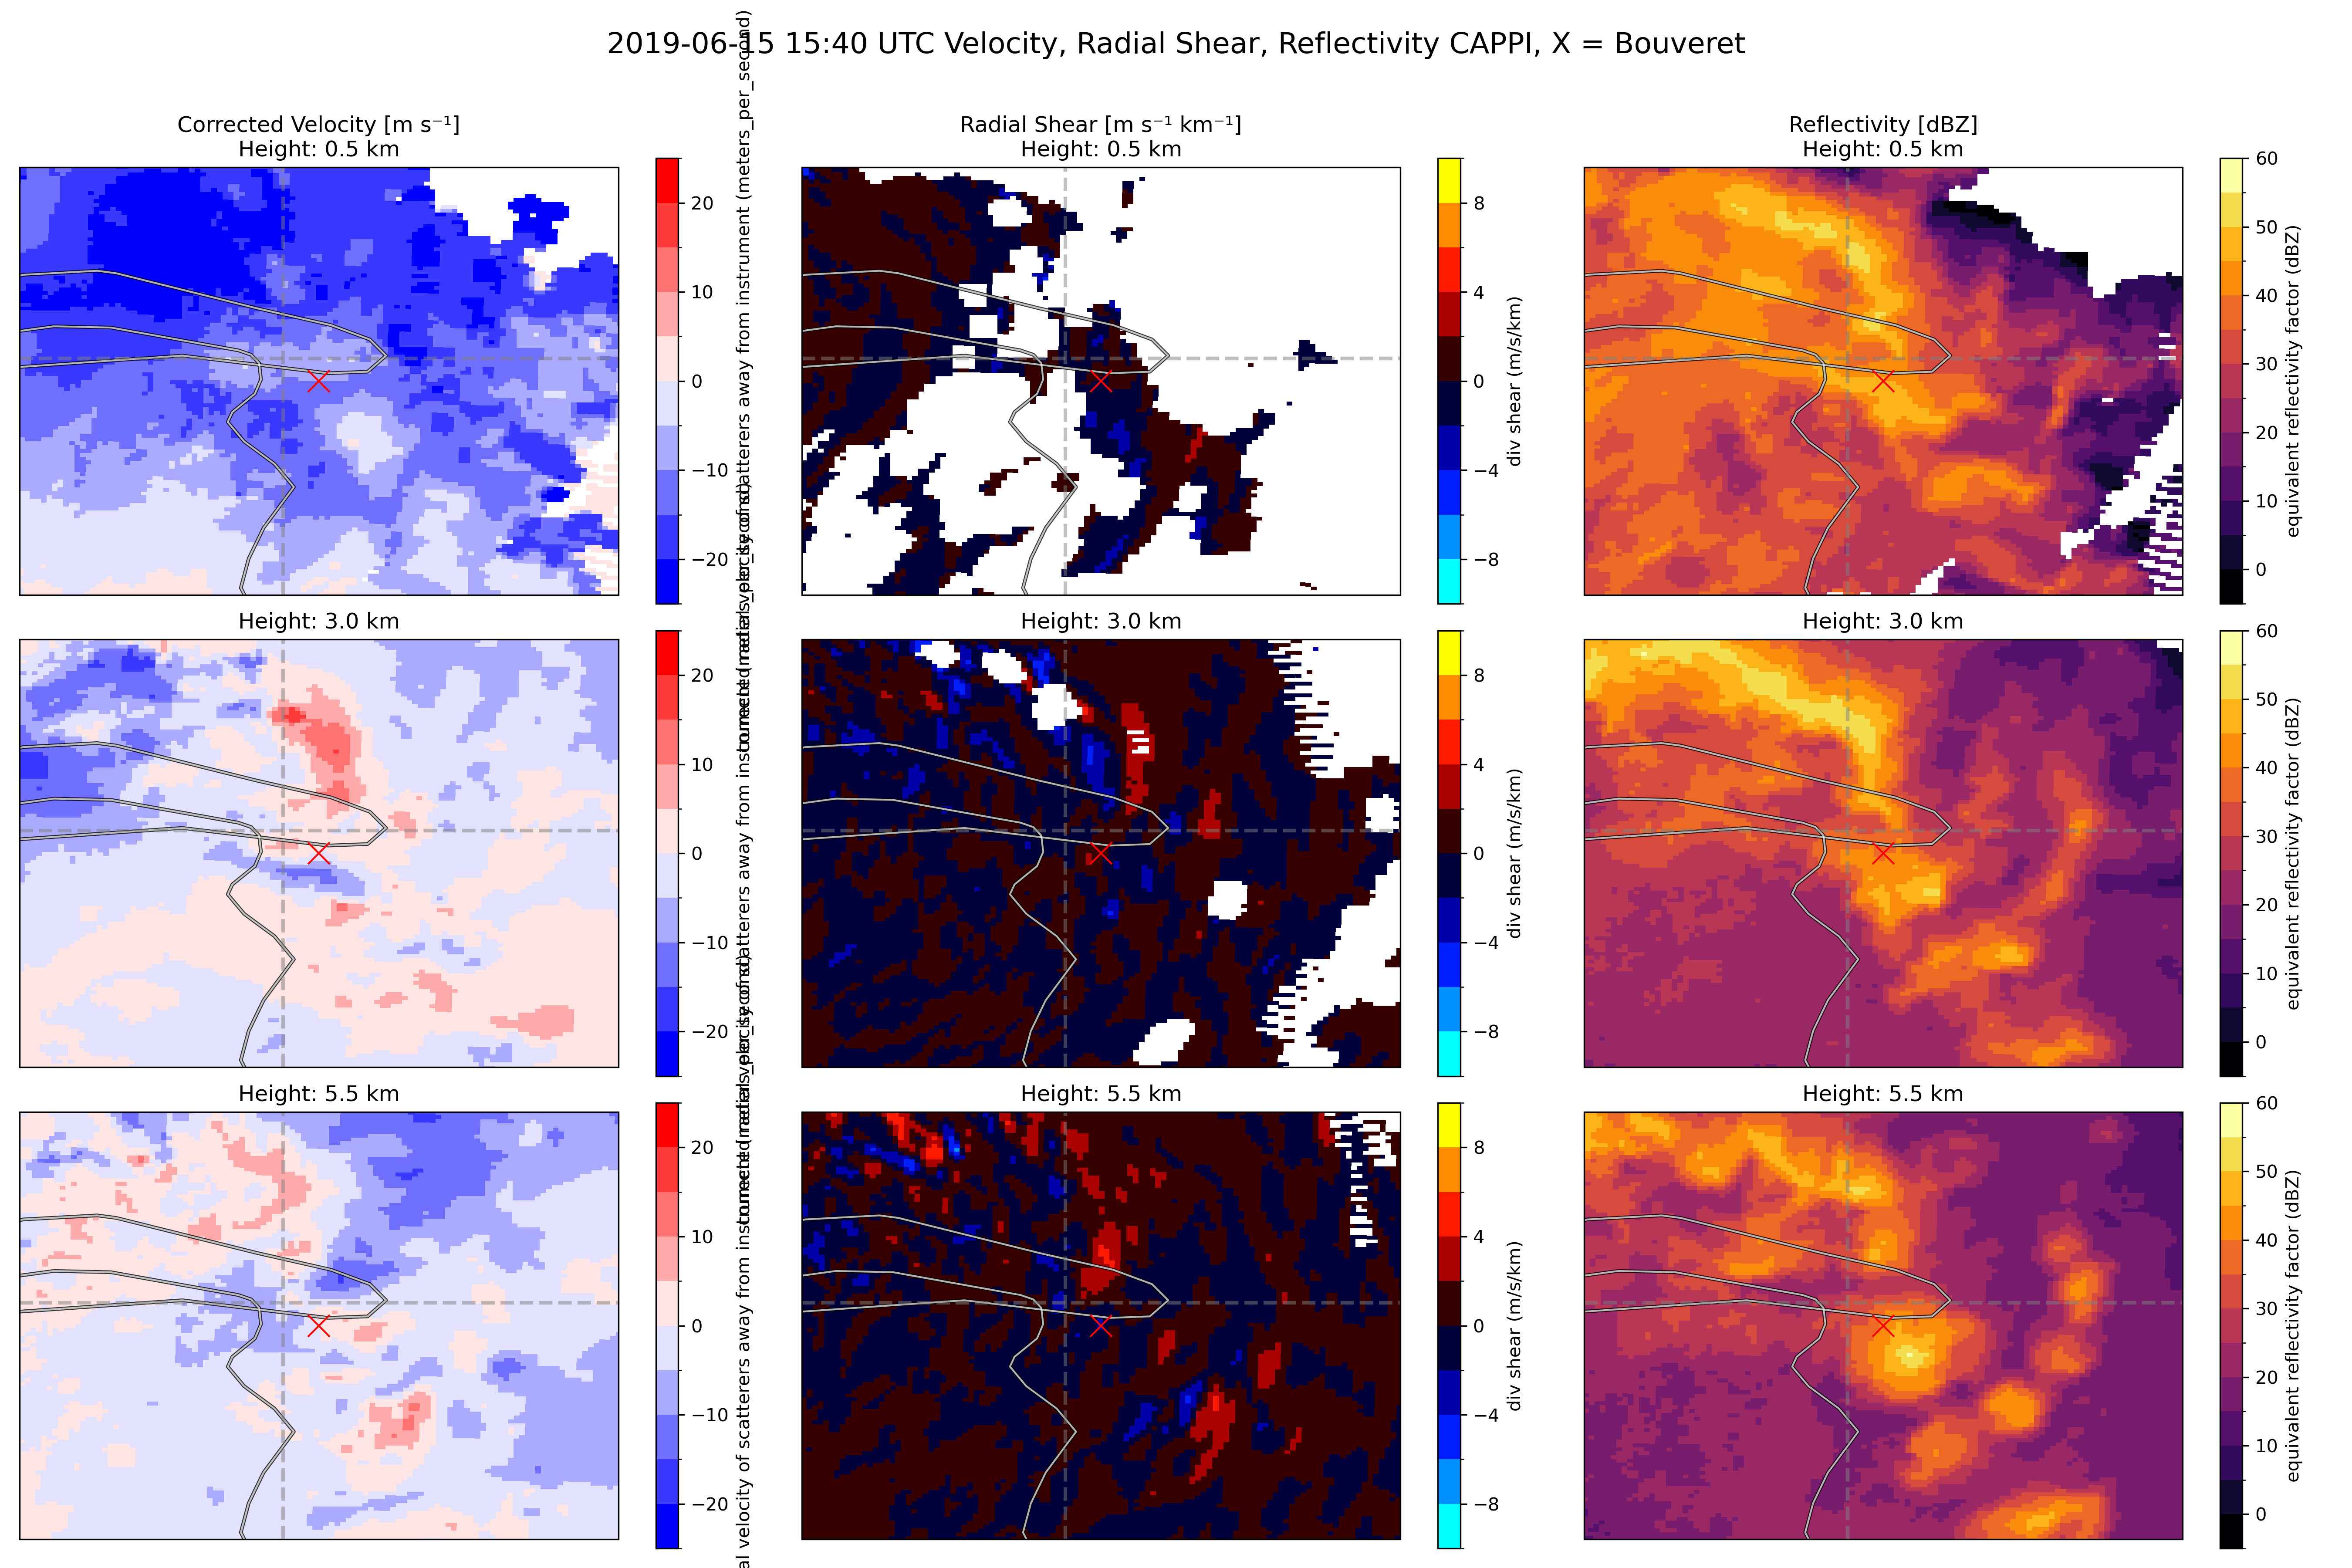 2019-06-15 15:40 UTC Velocity, Radial Shear, Reflectivity CAPPI, X = Bouveret
Corrected Velocity [m s⁻¹]
Height: 0.5 km
20
10
0
−10
−20
Radial Shear [m s⁻¹ km⁻¹]
Height: 0.5 km
8
4
0
−4
−8
div shear (m/s/km)
Reflectivity [dBZ]
Height: 0.5 km
60
50
40
30
20
10
0
equivalent reflectivity factor (dBZ)
Height: 3.0 km
20
10
0
−10
−20
Height: 3.0 km
8
4
0
−4
−8
div shear (m/s/km)
Height: 3.0 km
60
50
40
30
20
10
0
equivalent reflectivity factor (dBZ)
Height: 5.5 km
20
10
0
−10
−20
al velocity of scatterers away from instrument (meters_per_second)
Height: 5.5 km
8
4
0
−4
−8
div shear (m/s/km)
Height: 5.5 km
60
50
40
30
20
10
0
equivalent reflectivity factor (dBZ)